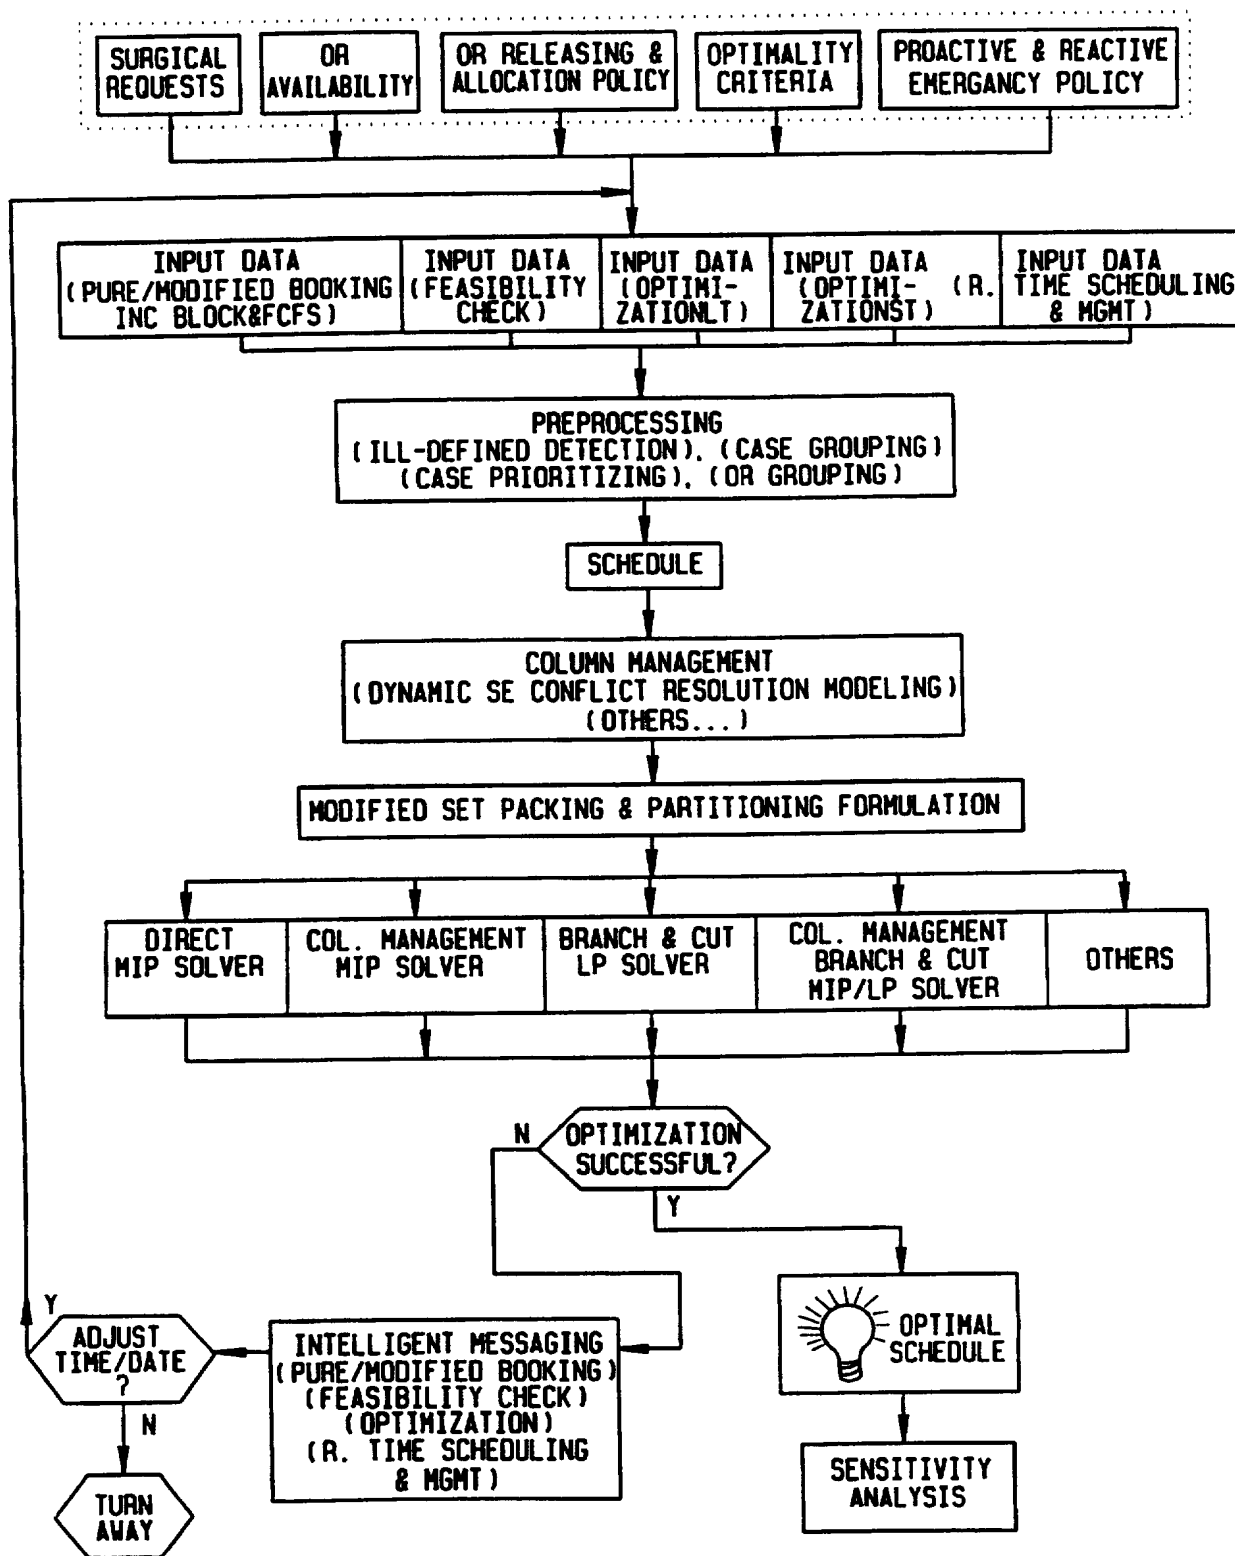 SURGICAL
REQUESTS
OR
AVAILABILITY
OR RELEASING &
ALLOCATION POLICY
OPTIMALITY
CRITERIA
PROACTIVE & REACTIVE
EMERGANCY POLICY
INPUT DATA
(PURE/MODIFIED BOOKING
INC BLOCK&FCFS)
INPUT DATA
(FEASIBILITY
CHECK)
INPUT DATA
(OPTIMI-
ZATIONLT)
INPUT DATA
(OPTIMI-
ZATIONST)
INPUT DATA
(R. TIME SCHEDULING
& MGMT)
PREPROCESSING
(ILL-DEFINED DETECTION), (CASE GROUPING)
(CASE PRIORITIZING), (OR GROUPING)
SCHEDULE
COLUMN MANAGEMENT
(DYNAMIC SE CONFLICT RESOLUTION MODELING)
(OTHERS...)
MODIFIED SET PACKING & PARTITIONING FORMULATION
DIRECT
MIP SOLVER
COL. MANAGEMENT
MIP SOLVER
BRANCH & CUT
LP SOLVER
COL. MANAGEMENT
BRANCH & CUT
MIP/LP SOLVER
OTHERS
N
OPTIMIZATION
SUCCESSFUL?
Y
OPTIMAL
SCHEDULE
SENSITIVITY
ANALYSIS
INTELLIGENT MESSAGING
(PURE/MODIFIED BOOKING)
(FEASIBILITY CHECK)
(OPTIMIZATION)
(R. TIME SCHEDULING
& MGMT)
Y
ADJUST
TIME/DATE
?
N
TURN
AWAY